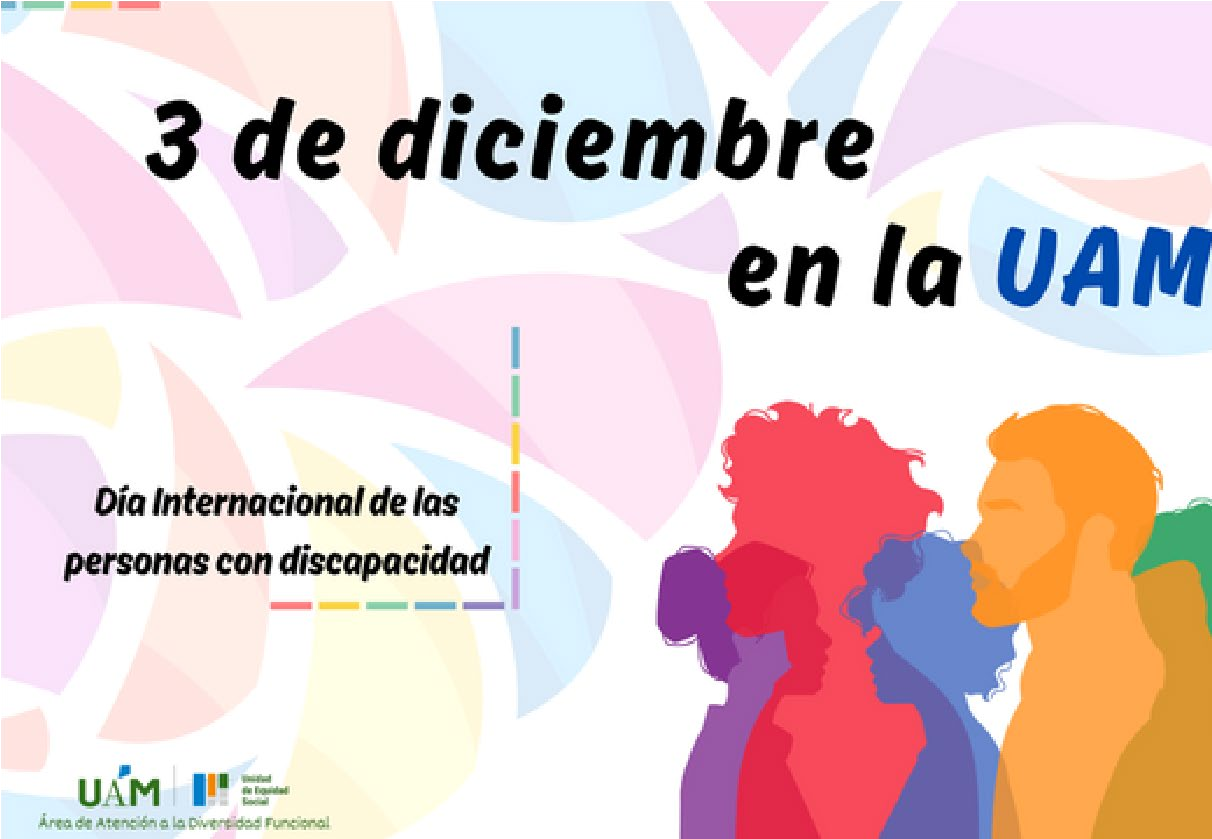 3 de diciembre
en la UAM
Día Internacional de las
personas con discapacidad
UAM
Unidad
de Equidad
Social
Área de Atención a la Diversidad Funcional